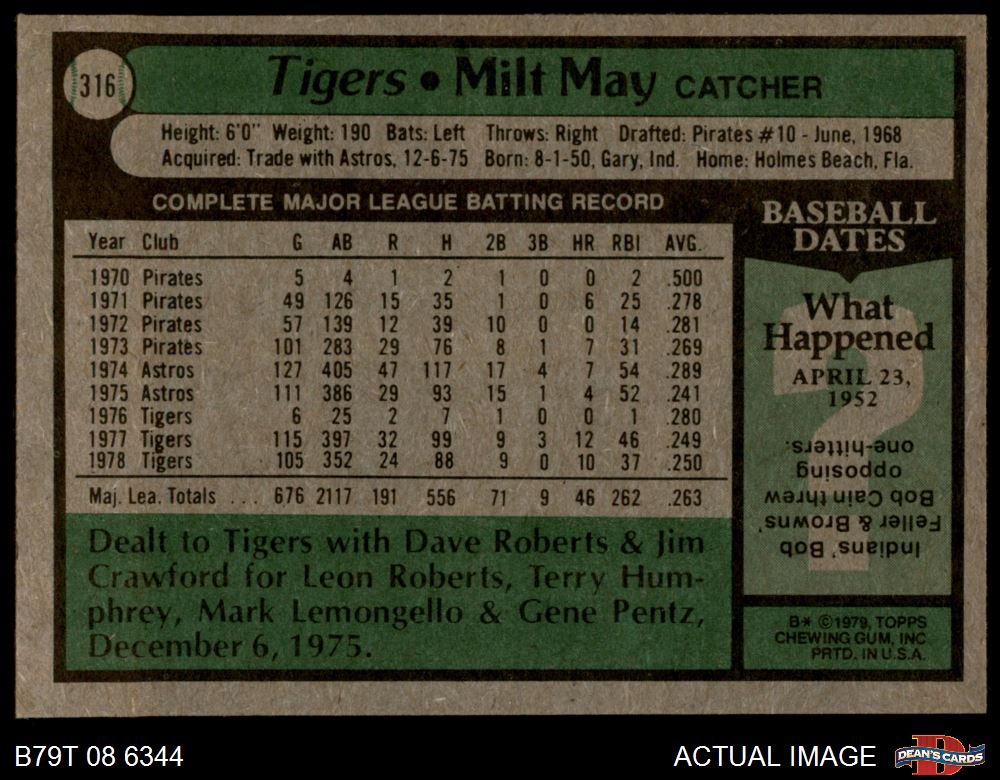 316
Tigers • Milt May CATCHER
Height: 6'0" Weight: 190 Bats: Left Throws: Right Drafted: Pirates #10 - June, 1968
Acquired: Trade with Astros, 12-6-75 Born: 8-1-50, Gary, Ind. Home: Holmes Beach, Fla.
COMPLETE MAJOR LEAGUE BATTING RECORD
Year Club G AB R H 2B 3B HR RBI AVG.
1970 Pirates 5 4 1 2 1 0 0 2 .500
1971 Pirates 49 126 15 35 1 0 6 25 .278
1972 Pirates 57 139 12 39 10 0 0 14 .281
1973 Pirates 101 283 29 76 8 1 7 31 .269
1974 Astros 127 405 47 117 17 4 7 54 .289
1975 Astros 111 386 29 93 15 1 4 52 .241
1976 Tigers 6 25 2 7 1 0 0 1 .280
1977 Tigers 115 397 32 99 9 3 12 46 .249
1978 Tigers 105 352 24 88 9 0 10 37 .250
Maj. Lea. Totals ... 676 2117 191 556 71 9 46 262 .263
Dealt to Tigers with Dave Roberts & Jim
Crawford for Leon Roberts, Terry Hum-
phrey, Mark Lemongello & Gene Pentz,
December 6, 1975.
BASEBALL
DATES
What
Happened
APRIL 23,
1952
?
Indians' Bob
Feller & Browns'
Bob Cain threw
opposing
one-hitters.
B* ©1979, TOPPS
CHEWING GUM, INC
PRTD. IN U.S.A.
B79T 08 6344
ACTUAL IMAGE
D
DEAN'S CARDS